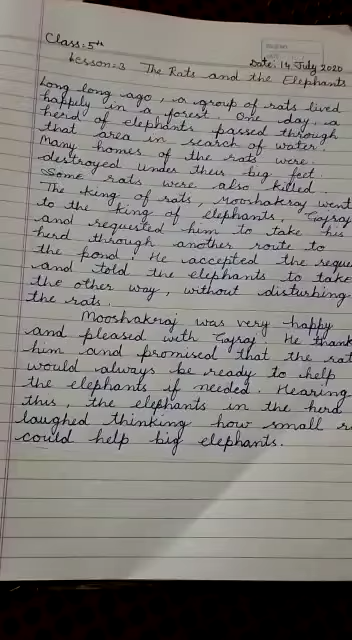 Class:5th
Date: 14 July 2020
Lesson:3 The Rats and the Elephants
Long long ago, a group of rats lived
happily in a forest. One day, a
herd of elephants passed through
that area in search of water.
Many homes of the rats were
destroyed under their big feet.
Some rats were also killed.
The king of rats, Mooshakraj went
to the king of elephants, Gajraj
and requested him to take his
herd through another route to
the pond. He accepted the reque
and told the elephants to take
the other way, without disturbing
the rats.
Mooshakraj was very happy
and pleased with Gajraj. He thank
him and promised that the rat
would always be ready to help
the elephants if needed. Hearing
this, the elephants in the herd
laughed thinking how small r
could help big elephants.